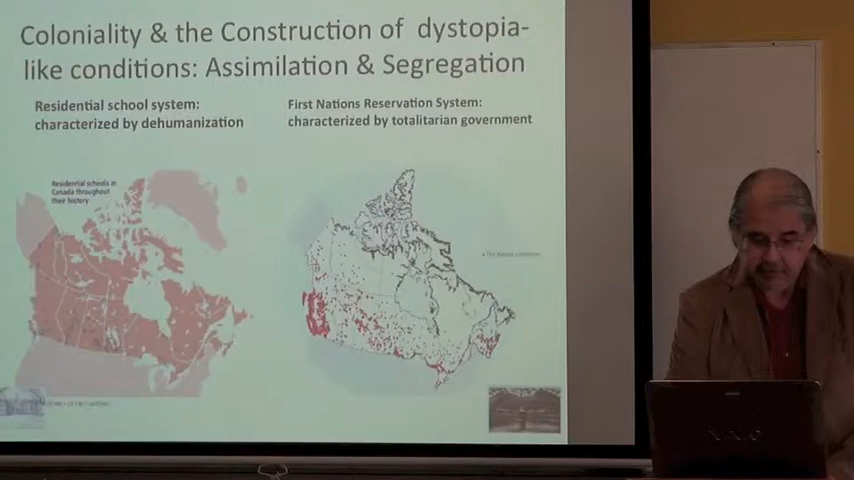 Coloniality & the Construction of dystopia-
like conditions: Assimilation & Segregation
Residential school system:
characterized by dehumanization
First Nations Reservation System:
characterized by totalitarian government
Residential schools in
Canada throughout
their history
VAIO